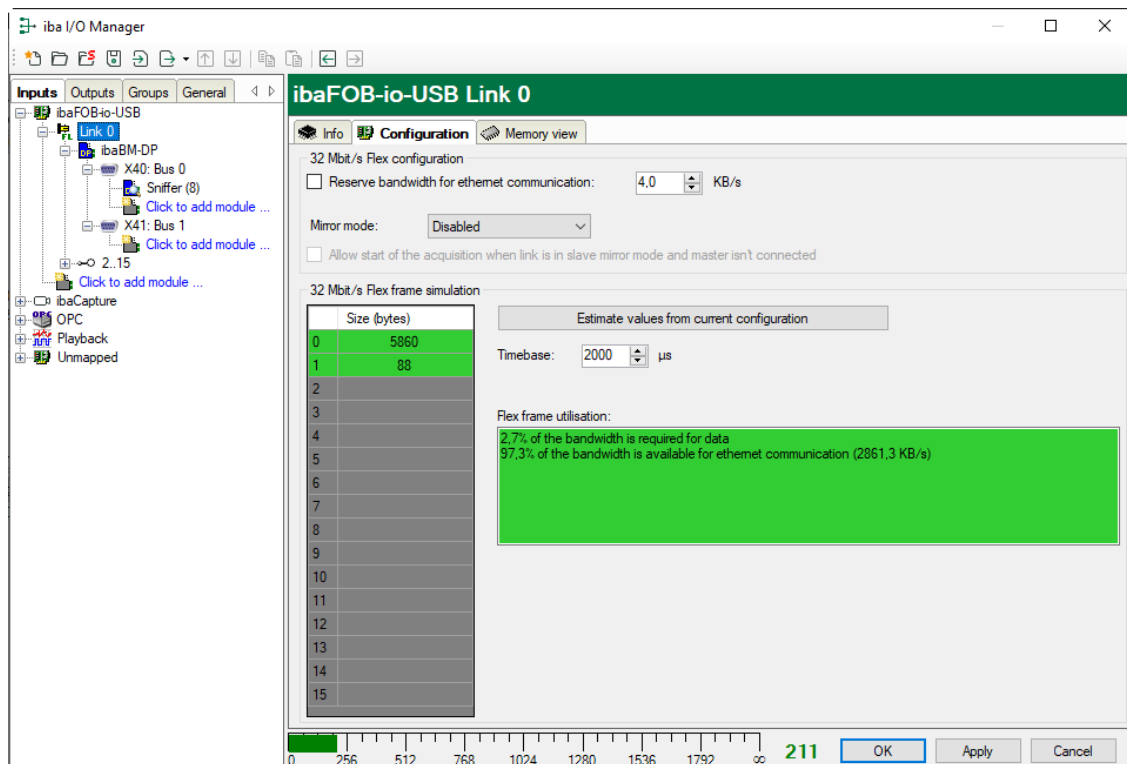 iba I/O Manager
Inputs Outputs Groups General
ibaFOB-io-USB
Link 0
ibaBM-DP
X40: Bus 0
Sniffer (8)
Click to add module ...
X41: Bus 1
Click to add module ...
2..15
Click to add module ...
ibaCapture
OPC
Playback
Unmapped
ibaFOB-io-USB Link 0
Info Configuration Memory view
32 Mbit/s Flex configuration
Reserve bandwidth for ethernet communication: 4,0 KB/s
Mirror mode: Disabled
Allow start of the acquisition when link is in slave mirror mode and master isn't connected
32 Mbit/s Flex frame simulation
Size (bytes)
0 5860
1 88
2
3
4
5
6
7
8
9
10
11
12
13
14
15
Estimate values from current configuration
Timebase: 2000 µs
Flex frame utilisation:
2,7% of the bandwidth is required for data
97,3% of the bandwidth is available for ethernet communication (2861,3 KB/s)
0 256 512 768 1024 1280 1536 1792 ∞
211
OK Apply Cancel